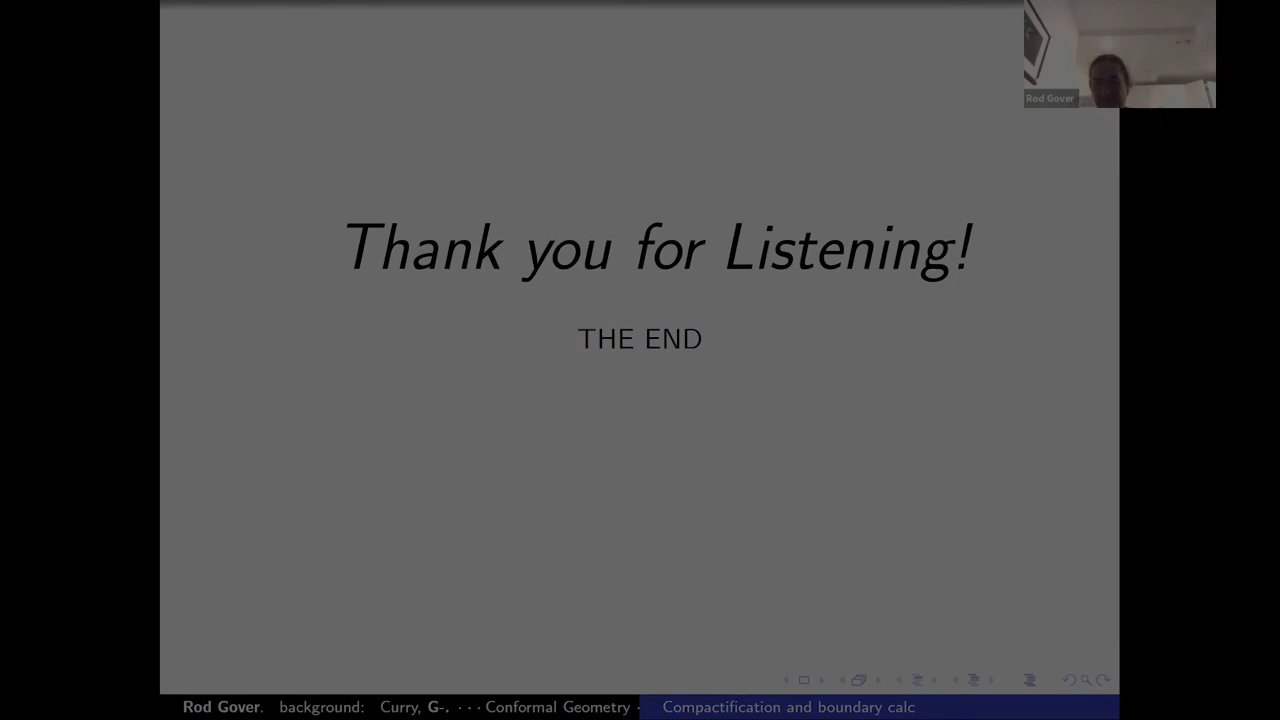 Rod Gover
Thank you for Listening!
THE END
Rod Gover. background: Curry, G-. ··· Conformal Geometry ·
Compactification and boundary calc